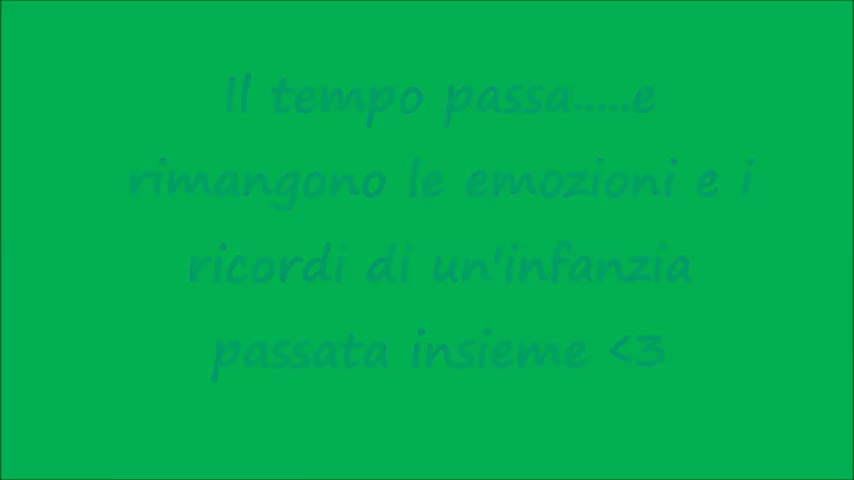 Il tempo passa.....e
rimangono le emozioni e i
ricordi di un'infanzia
passata insieme <3